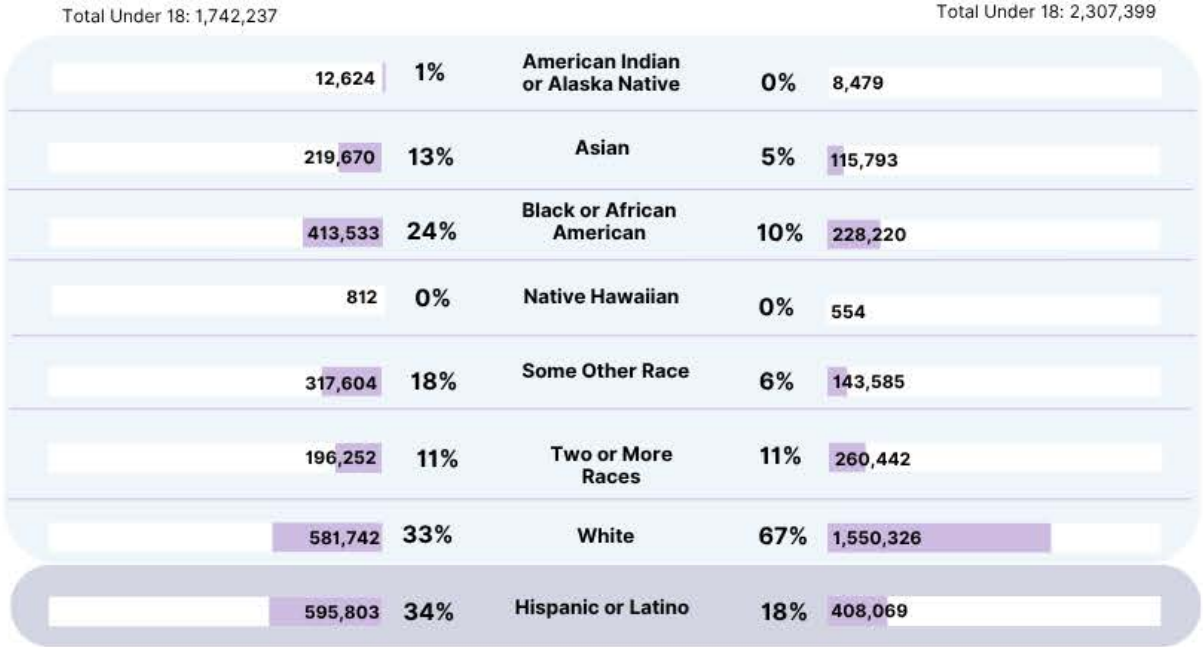 Total Under 18: 1,742,237
Total Under 18: 2,307,399
12,624 1% American Indian or Alaska Native 0% 8,479
219,670 13% Asian 5% 115,793
413,533 24% Black or African American 10% 228,220
812 0% Native Hawaiian 0% 554
317,604 18% Some Other Race 6% 143,585
196,252 11% Two or More Races 11% 260,442
581,742 33% White 67% 1,550,326
595,803 34% Hispanic or Latino 18% 408,069